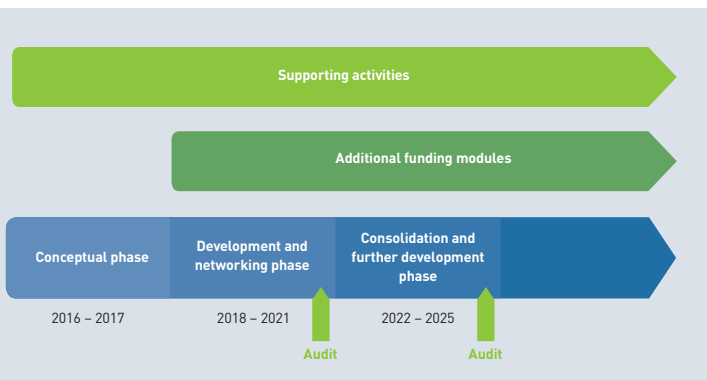 Supporting activities
Additional funding modules
Conceptual phase
Development and
networking phase
Consolidation and
further development
phase
2016 – 2017
2018 – 2021
2022 – 2025
Audit
Audit